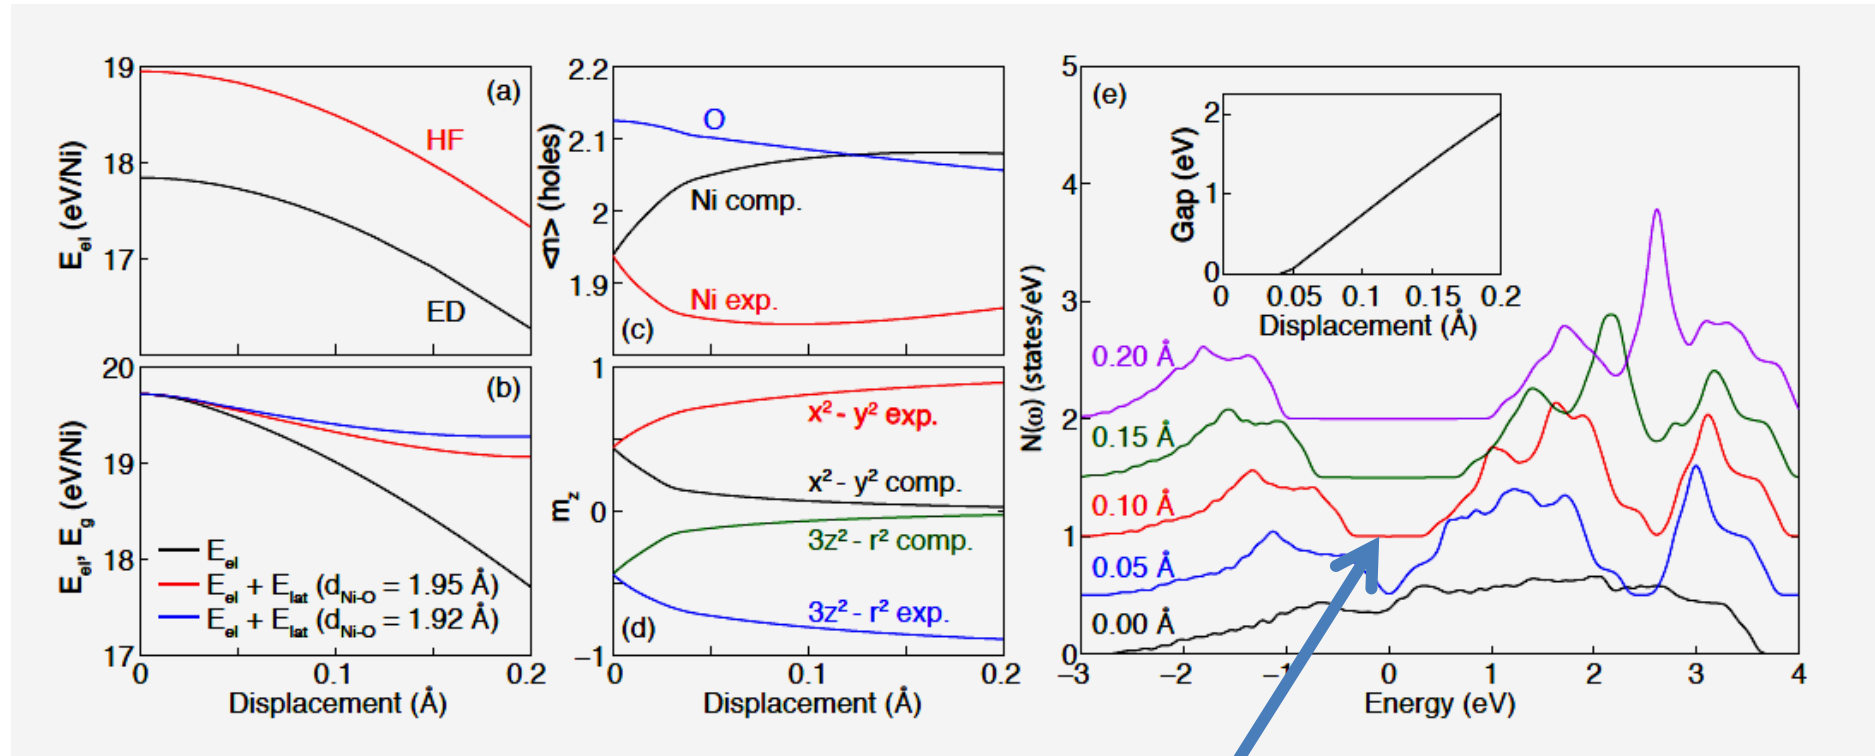 19
18
17
E_el (eV/Ni)
(a)
HF
ED
20
19
18
17
E_el, E_g (eV/Ni)
(b)
E_el
E_el + E_lat (d_Ni-O = 1.95 Å)
E_el + E_lat (d_Ni-O = 1.92 Å)
0 0.1 0.2
Displacement (Å)
2.2
2.1
2
1.9
<n> (holes)
O
Ni comp.
Ni exp.
(c)
1
0
−1
m_z
x² - y² exp.
x² - y² comp.
3z² - r² comp.
3z² - r² exp.
(d)
0 0.1 0.2
Displacement (Å)
5
4
3
2
1
0
N(ω) (states/eV)
(e)
2
1
0
Gap (eV)
0 0.05 0.1 0.15 0.2
Displacement (Å)
0.20 Å
0.15 Å
0.10 Å
0.05 Å
0.00 Å
−3 −2 −1 0 1 2 3 4
Energy (eV)